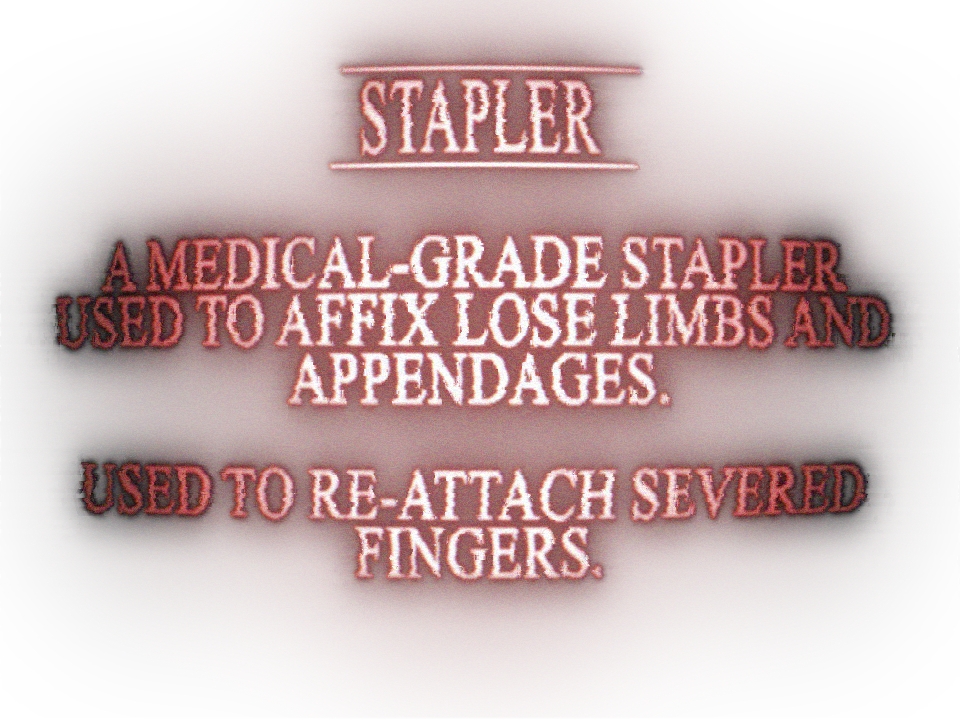 STAPLER
A MEDICAL-GRADE STAPLER
USED TO AFFIX LOSE LIMBS AND
APPENDAGES.
USED TO RE-ATTACH SEVERED
FINGERS.